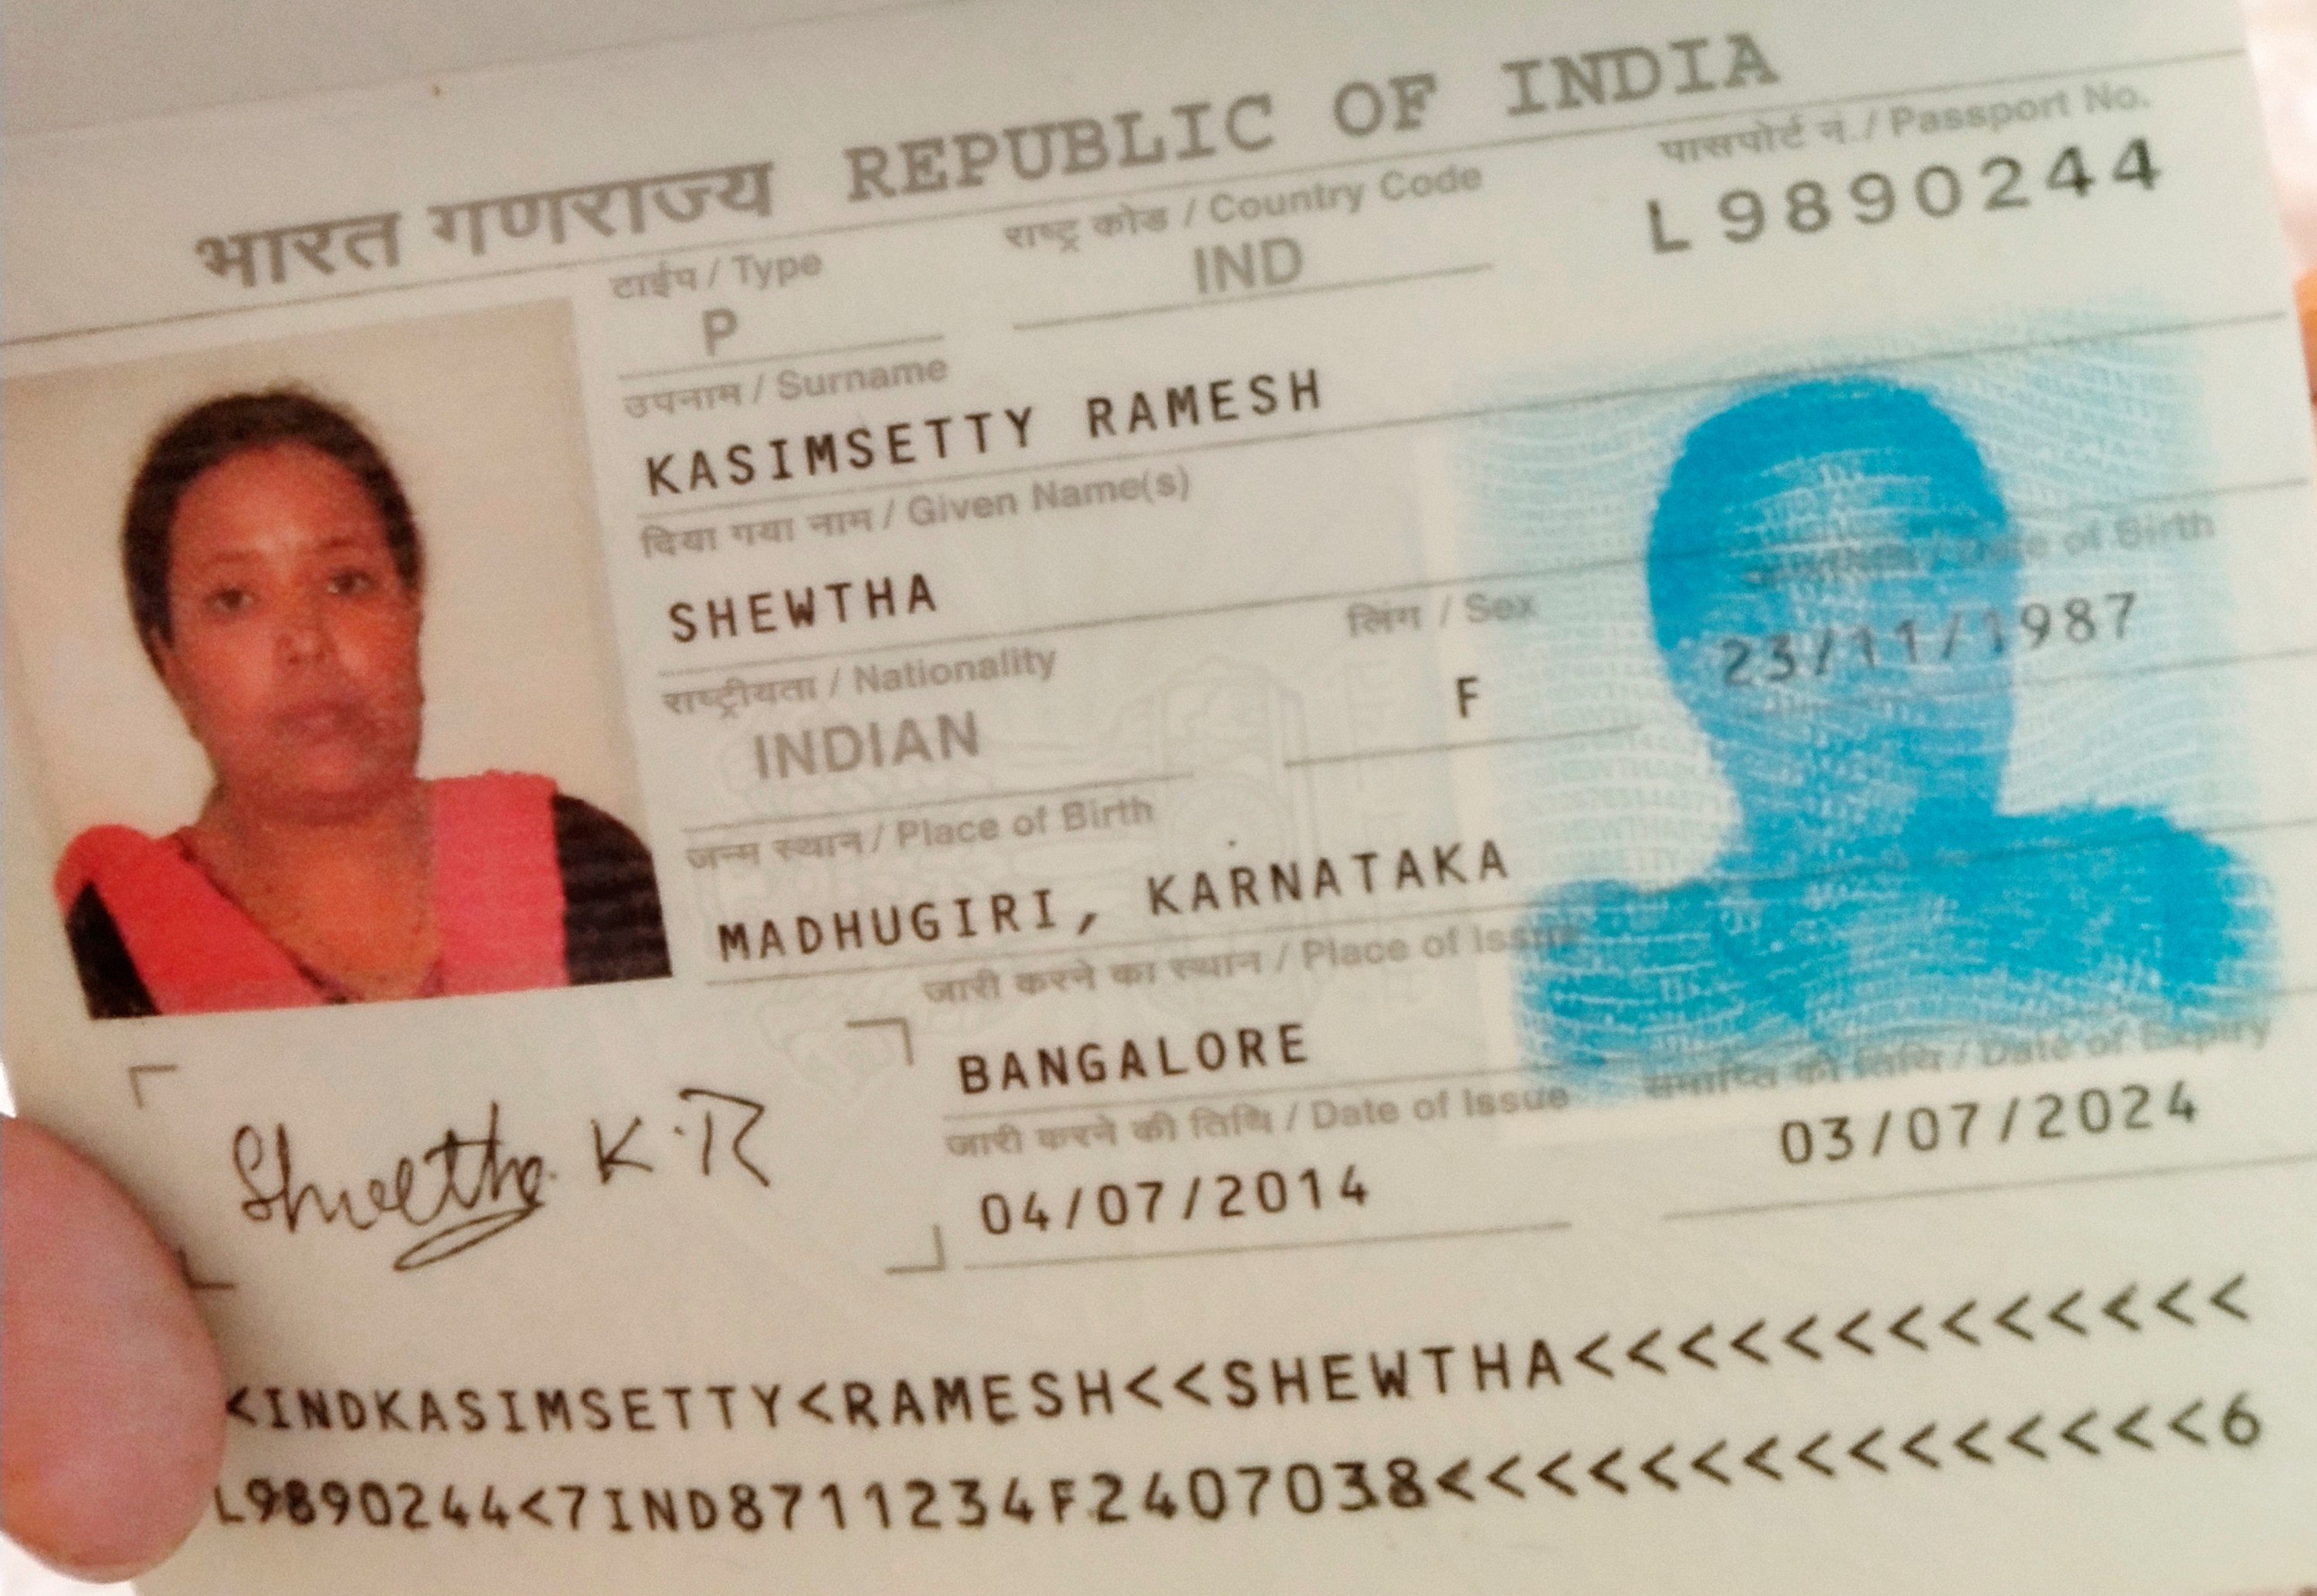 भारत गणराज्य REPUBLIC OF INDIA
टाईप / Type
राष्ट्र कोड / Country Code
पासपोर्ट नं. / Passport No.
P
IND
L9890244
उपनाम / Surname
KASIMSETTY RAMESH
दिया गया नाम / Given Name(s)
SHEWTHA
राष्ट्रीयता / Nationality
लिंग / Sex
Date of Birth
INDIAN
F
23/11/1987
जन्म स्थान / Place of Birth
MADHUGIRI, KARNATAKA
जारी करने का स्थान / Place of Issue
BANGALORE
जारी करने की तिथि / Date of Issue
समाप्ति की तिथि / Date of Expiry
04/07/2014
03/07/2024
Shwetha K.R
<INDKASIMSETTY<RAMESH<<SHEWTHA<<<<<<<<<<<<<<
L9890244<7IND8711234F2407038<<<<<<<<<<<<<<<6